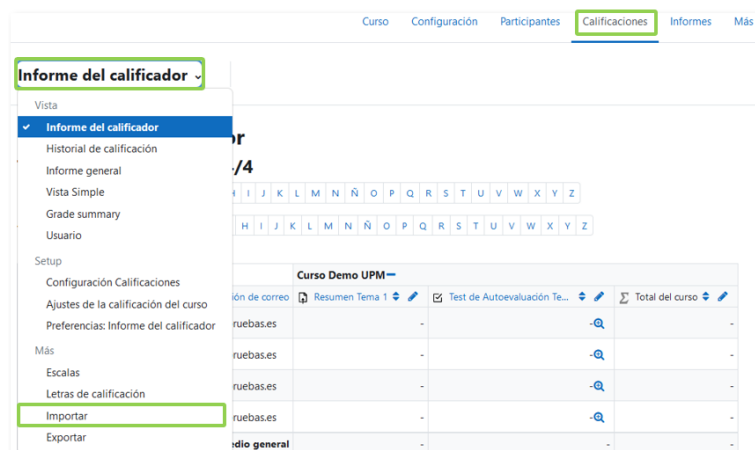 Curso Configuración Participantes Calificaciones Informes Más
Informe del calificador
Vista
Informe del calificador
Historial de calificación
Informe general
Vista Simple
Grade summary
Usuario
Setup
Configuración Calificaciones
Ajustes de la calificación del curso
Preferencias: Informe del calificador
Más
Escalas
Letras de calificación
Importar
Exportar
or
/4
H I J K L M N Ñ O P Q R S T U V W X Y Z
H I J K L M N Ñ O P Q R S T U V W X Y Z
Curso Demo UPM
ión de correo Resumen Tema 1 Test de Autoevaluación Te... Σ Total del curso
ruebas.es - - -
ruebas.es - - -
ruebas.es - - -
ruebas.es - - -
edio general - - -